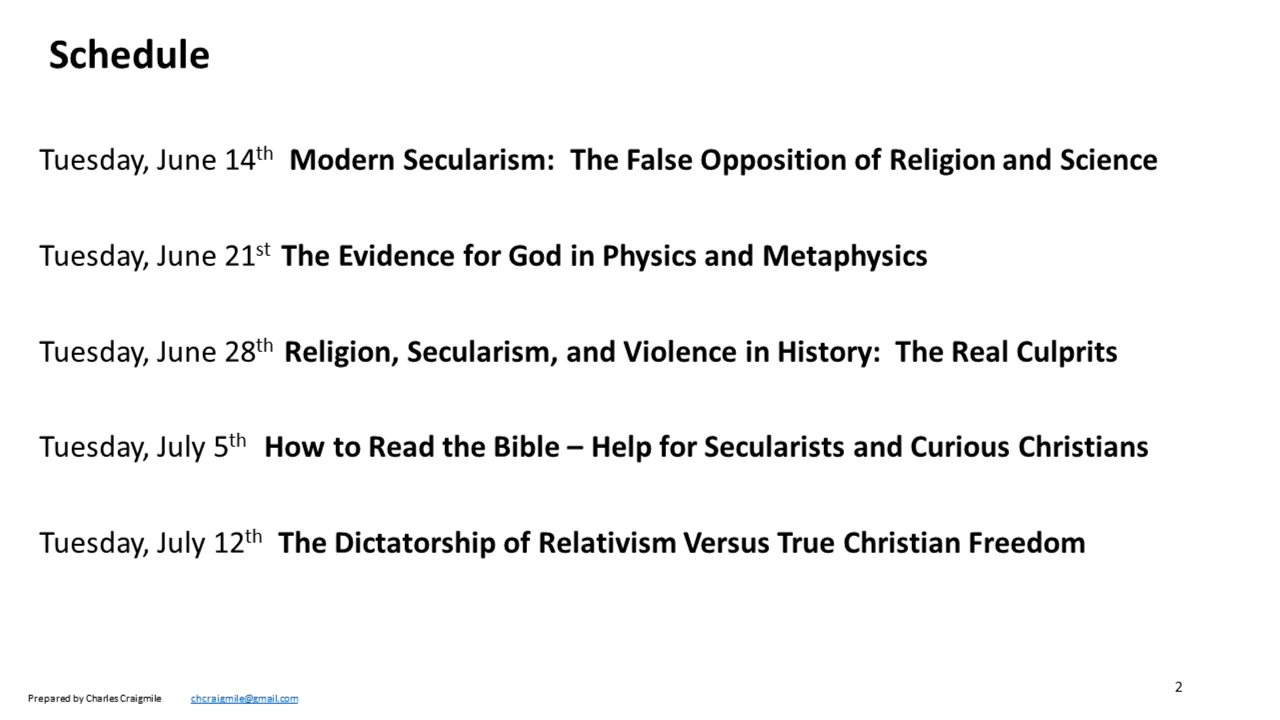 Schedule
Tuesday, June 14th Modern Secularism: The False Opposition of Religion and Science
Tuesday, June 21st The Evidence for God in Physics and Metaphysics
Tuesday, June 28th Religion, Secularism, and Violence in History: The Real Culprits
Tuesday, July 5th How to Read the Bible – Help for Secularists and Curious Christians
Tuesday, July 12th The Dictatorship of Relativism Versus True Christian Freedom
Prepared by Charles Craigmile chcraigmile@gmail.com
2